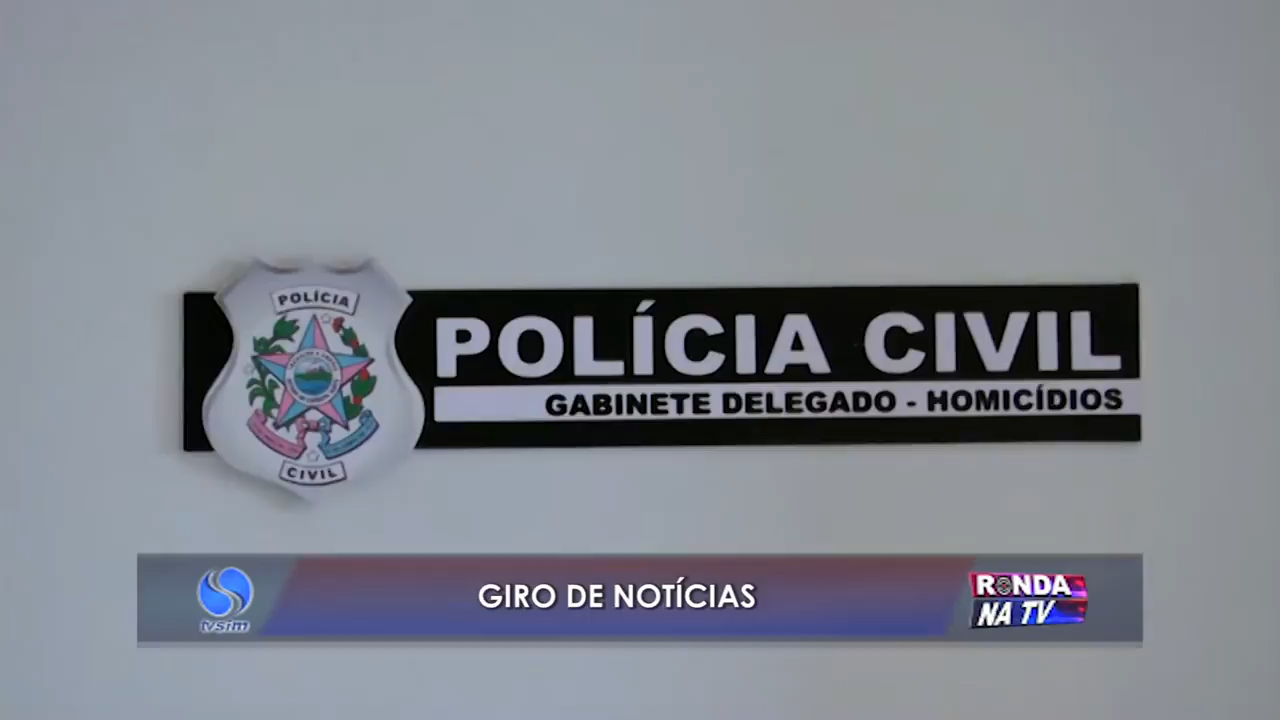 POLÍCIA
CIVIL
POLÍCIA CIVIL
GABINETE DELEGADO - HOMICÍDIOS
GIRO DE NOTÍCIAS
tvsim
RONDA
NA TV